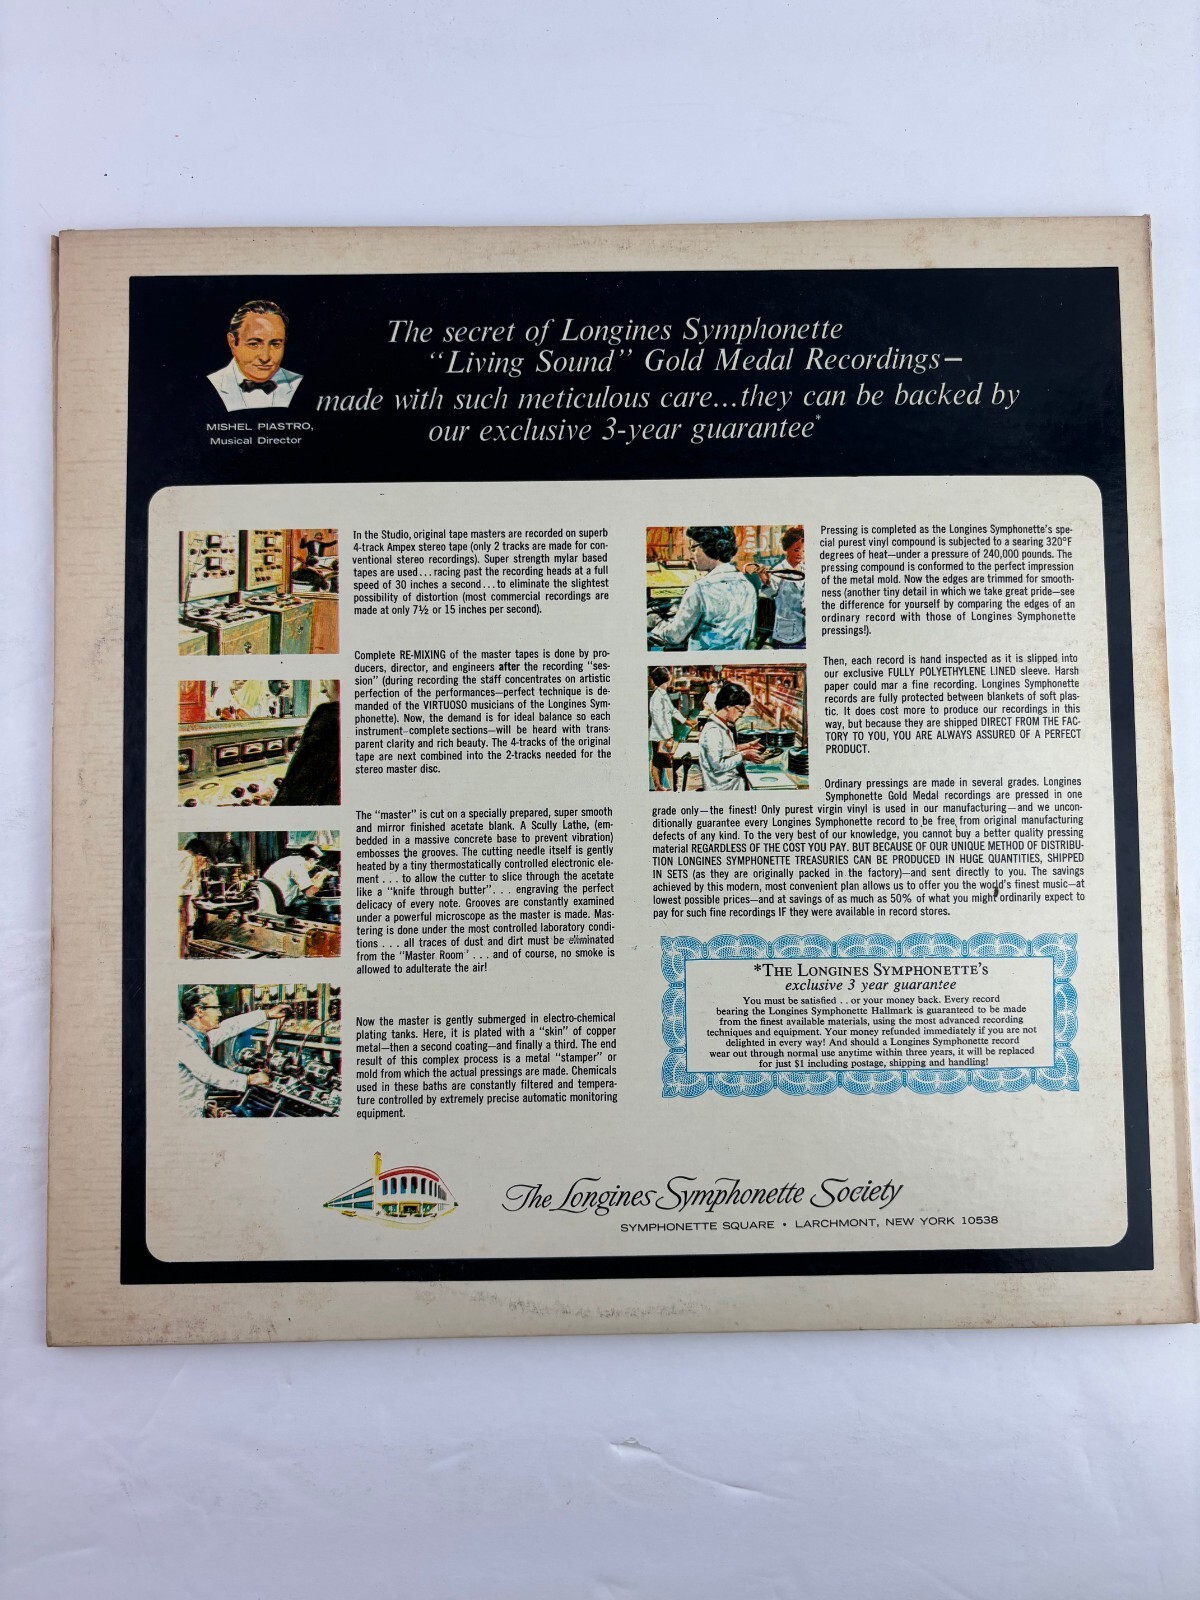 The secret of Longines Symphonette
“Living Sound” Gold Medal Recordings—
made with such meticulous care...they can be backed by
our exclusive 3-year guarantee*
MISHEL PIASTRO,
Musical Director
In the Studio, original tape masters are recorded on superb
4-track Ampex stereo tape (only 2 tracks are made for con-
ventional stereo recordings). Super strength mylar based
tapes are used...racing past the recording heads at a full
speed of 30 inches a second...to eliminate the slightest
possibility of distortion (most commercial recordings are
made at only 7½ or 15 inches per second).
Complete RE-MIXING of the master tapes is done by pro-
ducers, director, and engineers after the recording “ses-
sion” (during recording the staff concentrates on artistic
perfection of the performances—perfect technique is de-
manded of the VIRTUOSO musicians of the Longines Sym-
phonette). Now, the demand is for ideal balance so each
instrument—complete sections—will be heard with trans-
parent clarity and rich beauty. The 4-tracks of the original
tape are next combined into the 2-tracks needed for the
stereo master disc.
The “master” is cut on a specially prepared, super smooth
and mirror finished acetate blank. A Scully Lathe, (em-
bedded in a massive concrete base to prevent vibration)
embosses the grooves. The cutting needle itself is gently
heated by a tiny thermostatically controlled electronic ele-
ment . . . to allow the cutter to slice through the acetate
like a “knife through butter”. . . engraving the perfect
delicacy of every note. Grooves are constantly examined
under a powerful microscope as the master is made. Mas-
tering is done under the most controlled laboratory condi-
tions . . . all traces of dust and dirt must be eliminated
from the “Master Room” . . . and of course, no smoke is
allowed to adulterate the air!
Now the master is gently submerged in electro-chemical
plating tanks. Here, it is plated with a “skin” of copper
metal—then a second coating—and finally a third. The end
result of this complex process is a metal “stamper” or
mold from which the actual pressings are made. Chemicals
used in these baths are constantly filtered and tempera-
ture controlled by extremely precise automatic monitoring
equipment.
Pressing is completed as the Longines Symphonette's spe-
cial purest vinyl compound is subjected to a searing 320°F
degrees of heat—under a pressure of 240,000 pounds. The
pressing compound is conformed to the perfect impression
of the metal mold. Now the edges are trimmed for smooth-
ness (another tiny detail in which we take great pride—see
the difference for yourself by comparing the edges of an
ordinary record with those of Longines Symphonette
pressings!).
Then, each record is hand inspected as it is slipped into
our exclusive FULLY POLYETHYLENE LINED sleeve. Harsh
paper could mar a fine recording. Longines Symphonette
records are fully protected between blankets of soft plas-
tic. It does cost more to produce our recordings in this
way, but because they are shipped DIRECT FROM THE FAC-
TORY TO YOU, YOU ARE ALWAYS ASSURED OF A PERFECT
PRODUCT.
Ordinary pressings are made in several grades. Longines
Symphonette Gold Medal recordings are pressed in one
grade only—the finest! Only purest virgin vinyl is used in our manufacturing—and we uncon-
ditionally guarantee every Longines Symphonette record to be free from original manufacturing
defects of any kind. To the very best of our knowledge, you cannot buy a better quality pressing
material REGARDLESS OF THE COST YOU PAY. BUT BECAUSE OF OUR UNIQUE METHOD OF DISTRIBU-
TION LONGINES SYMPHONETTE TREASURIES CAN BE PRODUCED IN HUGE QUANTITIES, SHIPPED
IN SETS (as they are originally packed in the factory)—and sent directly to you. The savings
achieved by this modern, most convenient plan allows us to offer you the world's finest music—at
lowest possible prices—and at savings of as much as 50% of what you might ordinarily expect to
pay for such fine recordings IF they were available in record stores.
*THE LONGINES SYMPHONETTE'S
exclusive 3 year guarantee
You must be satisfied . . or your money back. Every record
bearing the Longines Symphonette Hallmark is guaranteed to be made
from the finest available materials, using the most advanced recording
techniques and equipment. Your money refunded immediately if you are not
delighted in every way! And should a Longines Symphonette record
wear out through normal use anytime within three years, it will be replaced
for just $1 including postage, shipping and handling!
The Longines Symphonette Society
SYMPHONETTE SQUARE • LARCHMONT, NEW YORK 10538